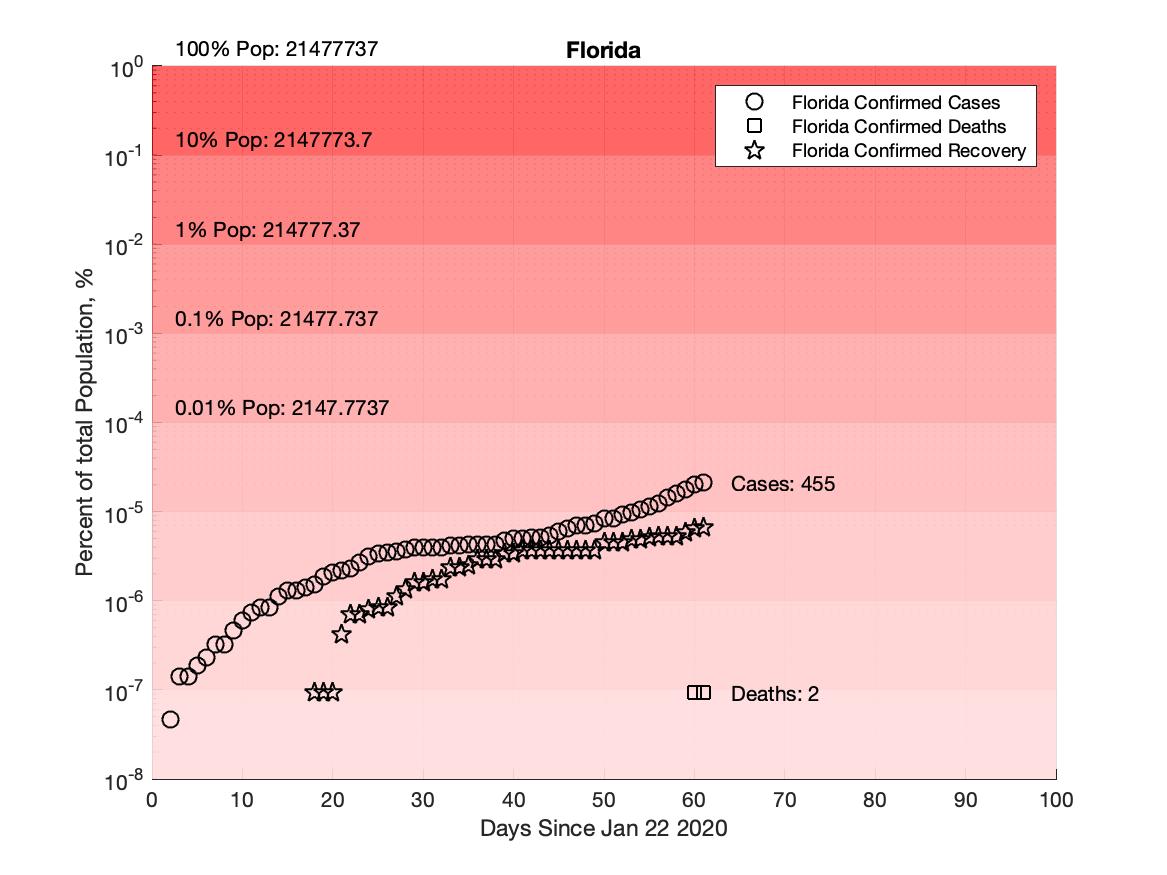 100% Pop: 21477737
Florida
10^0
10% Pop: 2147773.7
10^-1
1% Pop: 214777.37
10^-2
0.1% Pop: 21477.737
10^-3
0.01% Pop: 2147.7737
10^-4
10^-5
10^-6
10^-7
10^-8
Percent of total Population, %
Florida Confirmed Cases
Florida Confirmed Deaths
Florida Confirmed Recovery
Cases: 455
Deaths: 2
0 10 20 30 40 50 60 70 80 90 100
Days Since Jan 22 2020